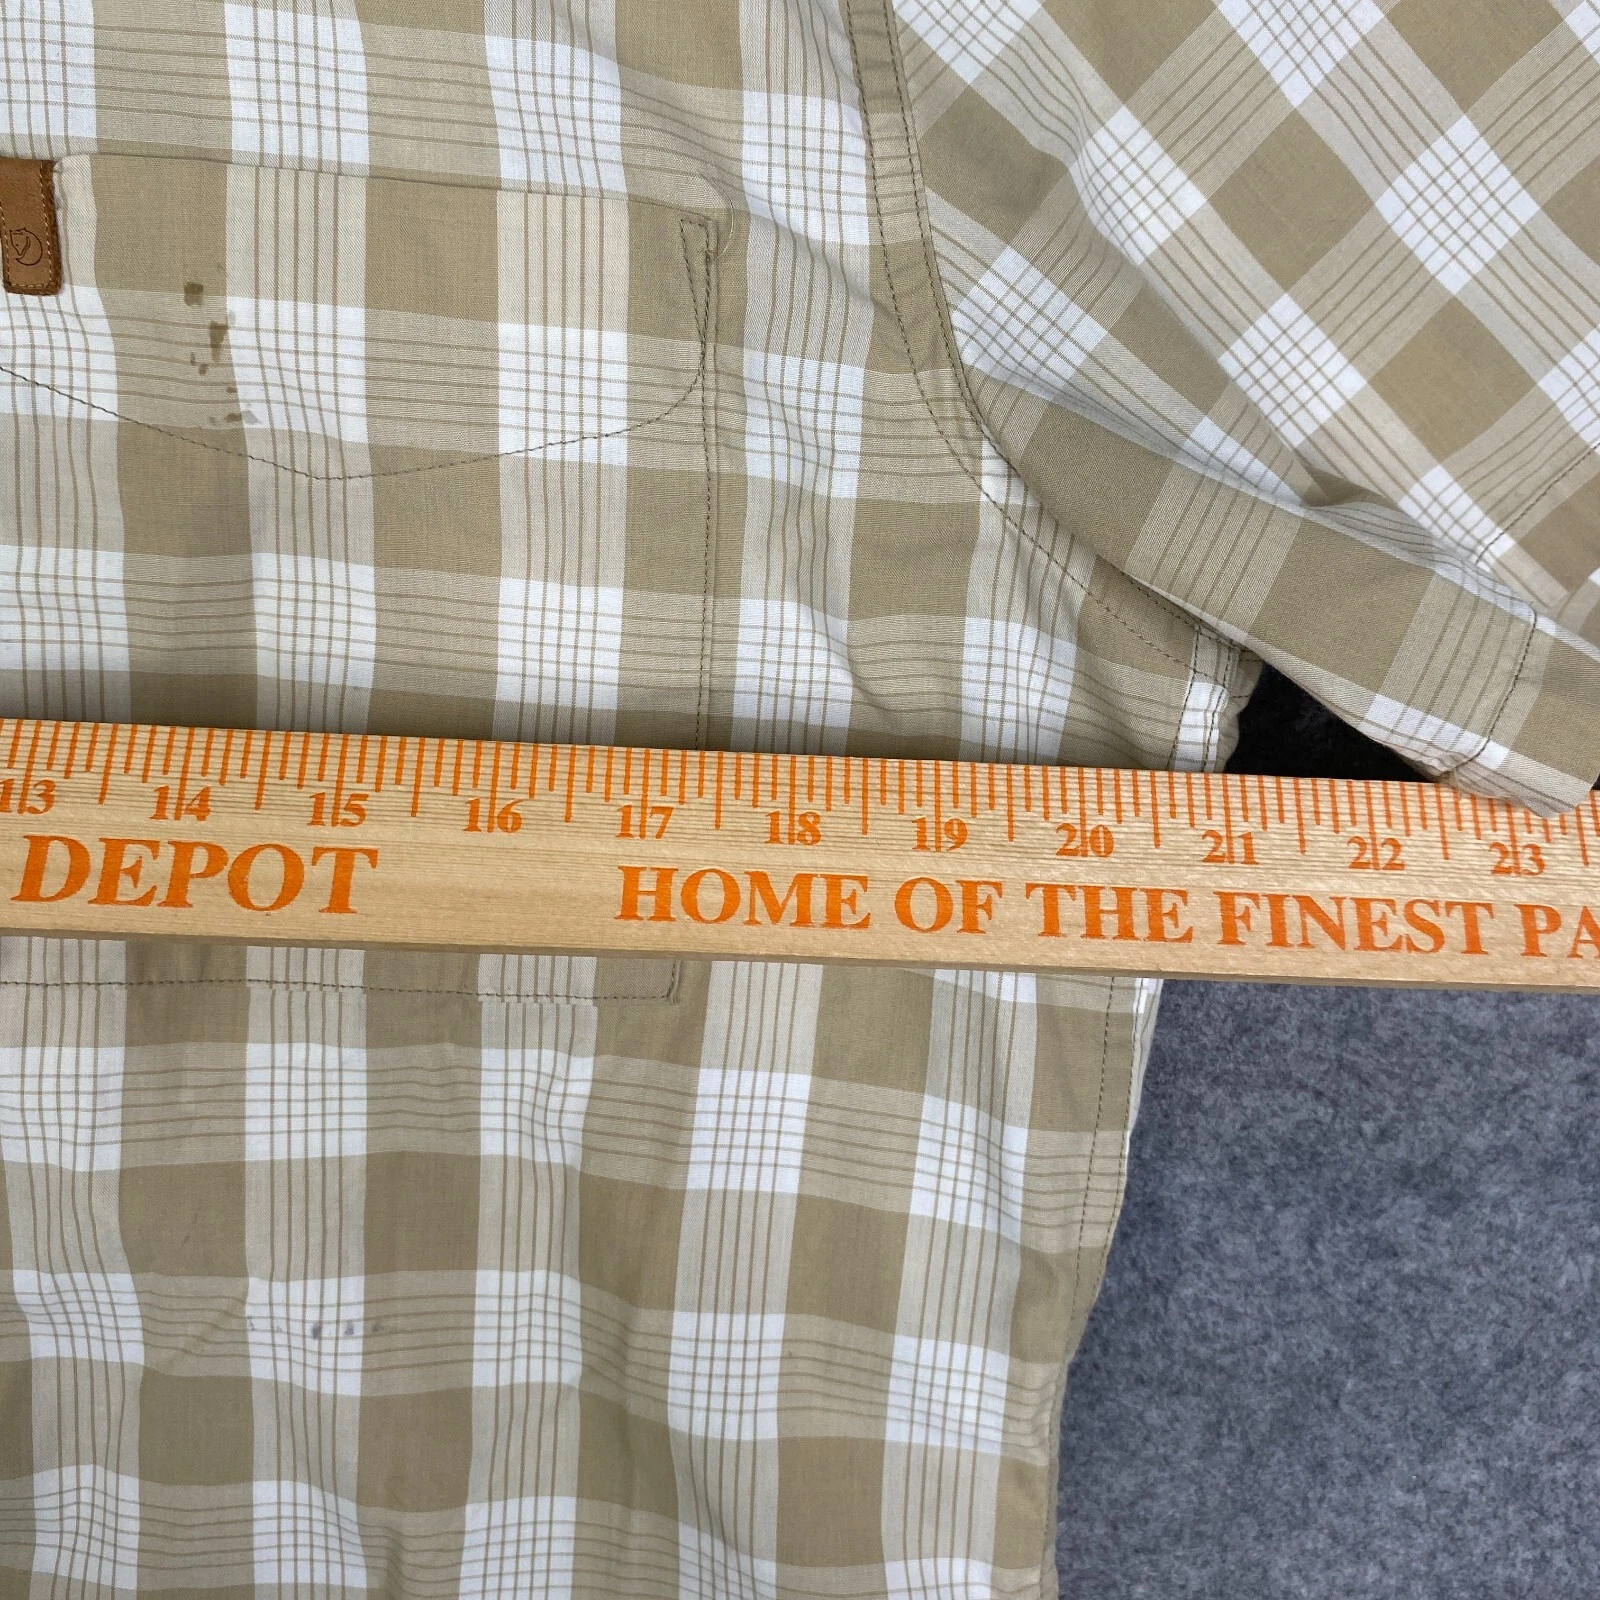 13 14 15 16 17 18 19 20 21 22 23
DEPOT HOME OF THE FINEST PA